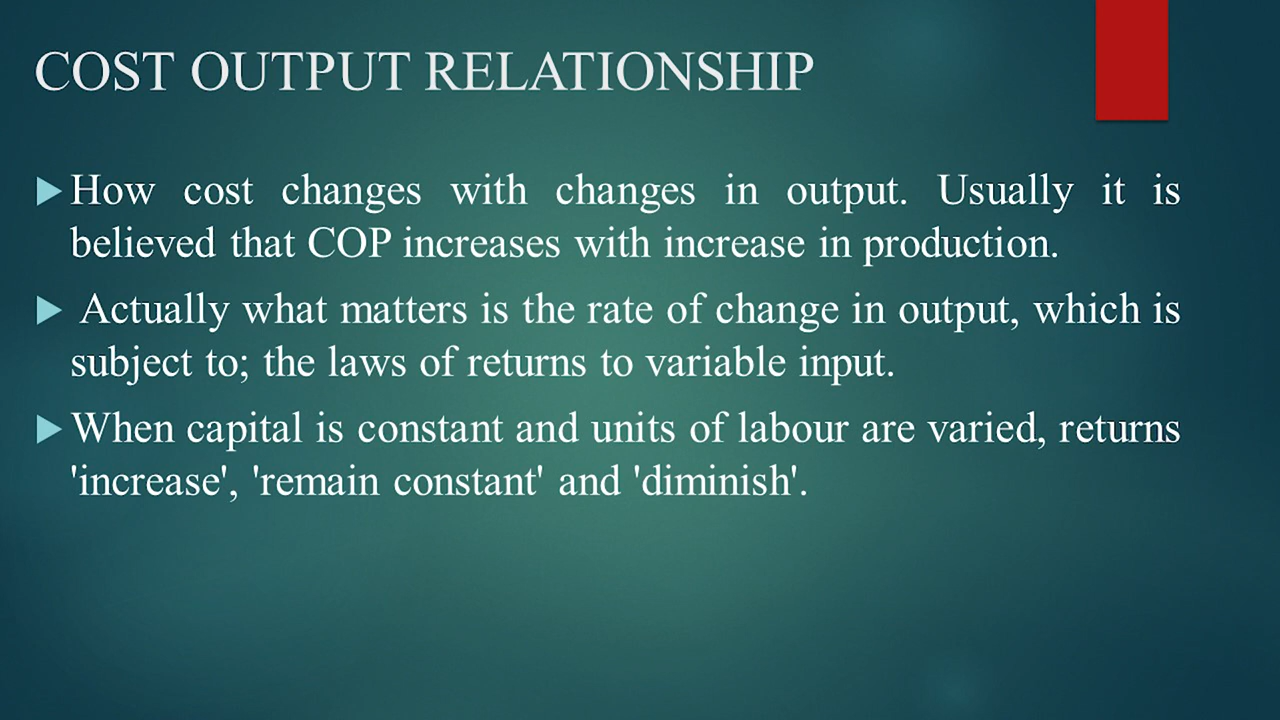 COST OUTPUT RELATIONSHIP
How cost changes with changes in output. Usually it is
believed that COP increases with increase in production.
Actually what matters is the rate of change in output, which is
subject to; the laws of returns to variable input.
When capital is constant and units of labour are varied, returns
'increase', 'remain constant' and 'diminish'.